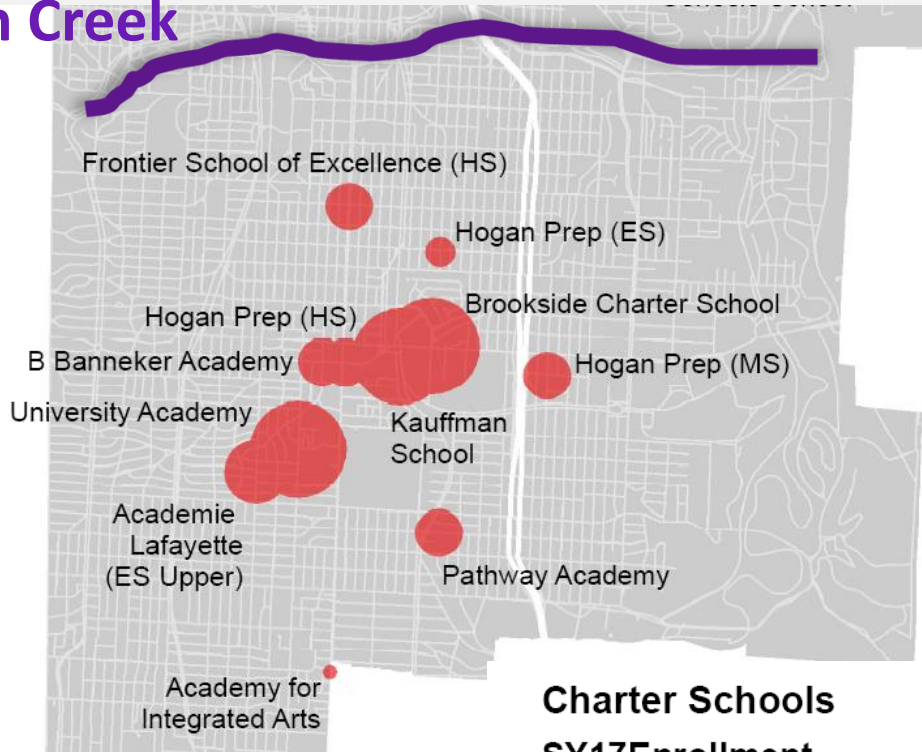 Creek
Frontier School of Excellence (HS)
Hogan Prep (ES)
Brookside Charter School
Hogan Prep (HS)
B Banneker Academy
Hogan Prep (MS)
University Academy
Kauffman
School
Academie
Lafayette
(ES Upper)
Pathway Academy
Academy for
Integrated Arts
Charter Schools
SY17Enrollment